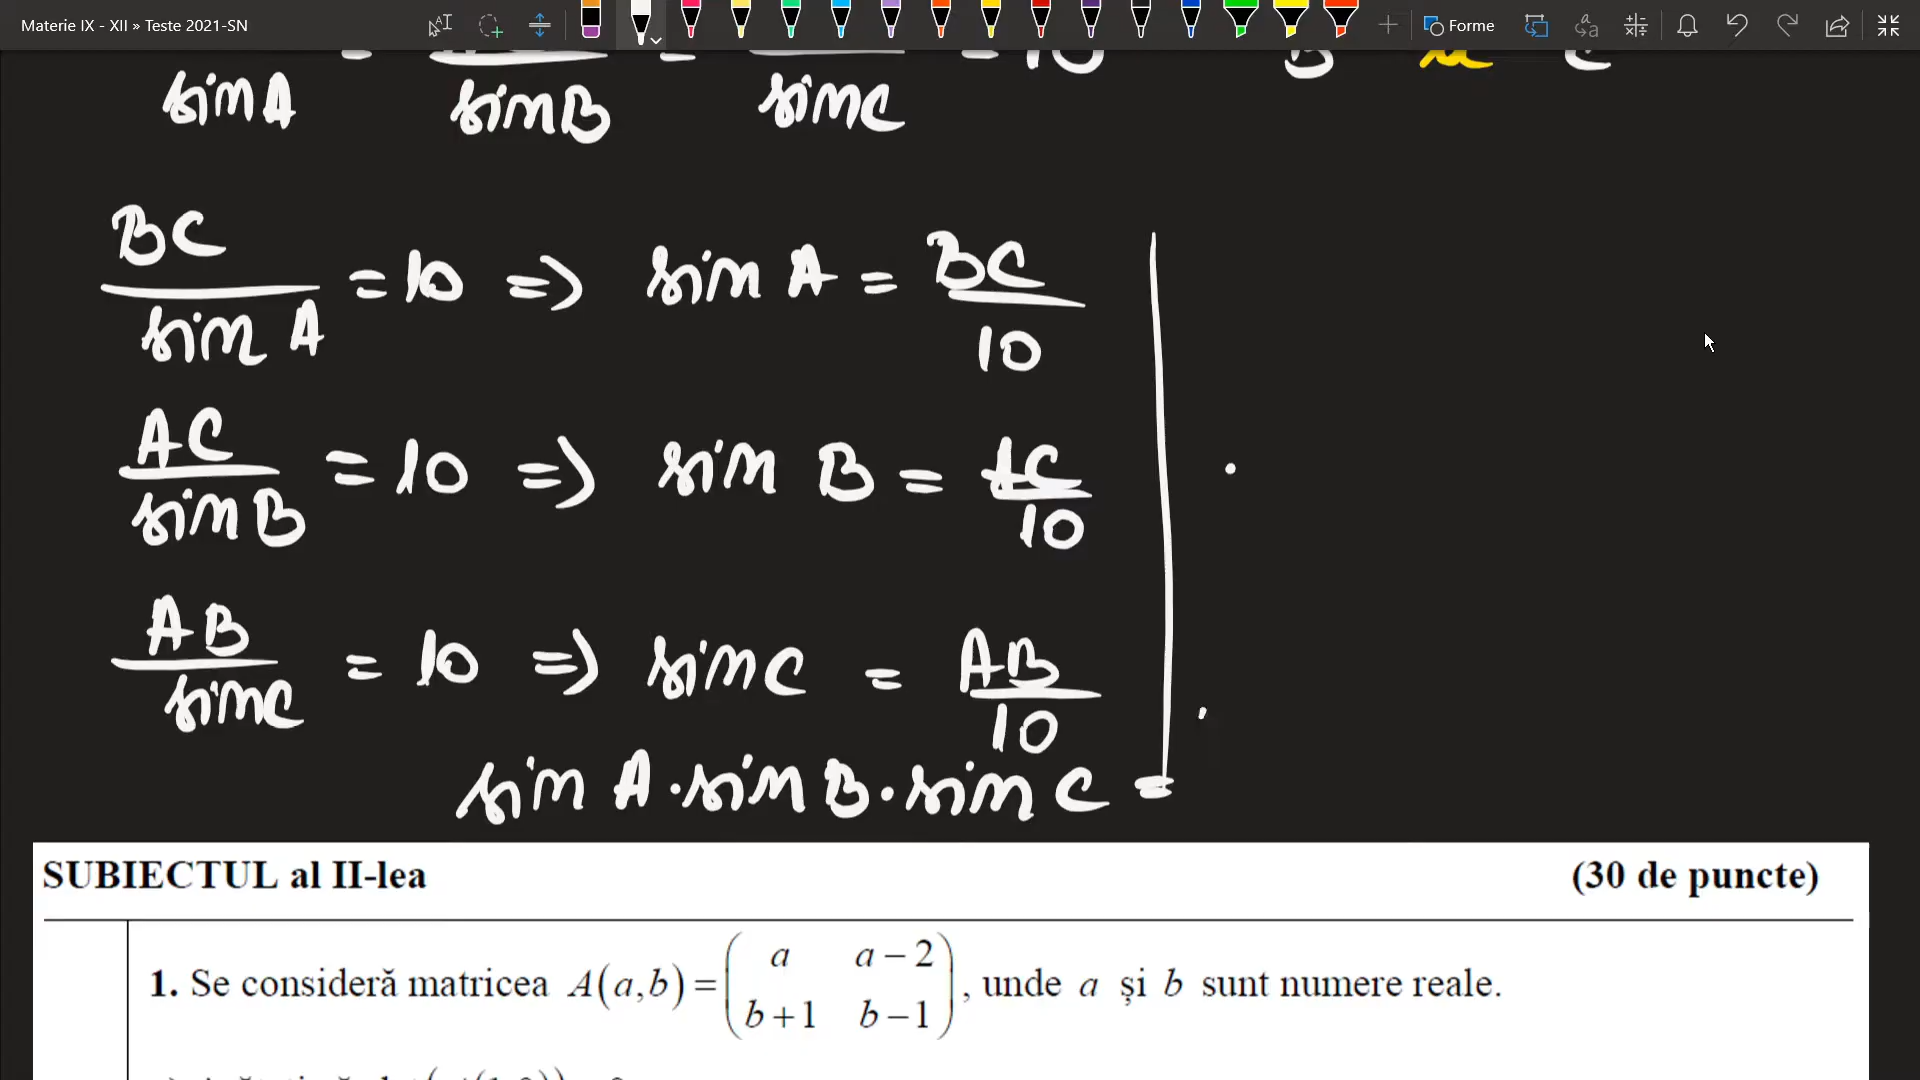 Materie IX - XII » Teste 2021-SN
Forme
sin A = sin B = sin C = 10 B C
BC/sin A = 10 => sin A = BC/10
AC/sin B = 10 => sin B = AC/10
AB/sin C = 10 => sin C = AB/10
sin A · sin B · sin C =
SUBIECTUL al II-lea (30 de puncte)
1. Se consideră matricea A(a,b) = ( a a − 2 ; b + 1 b − 1 ), unde a și b sunt numere reale.